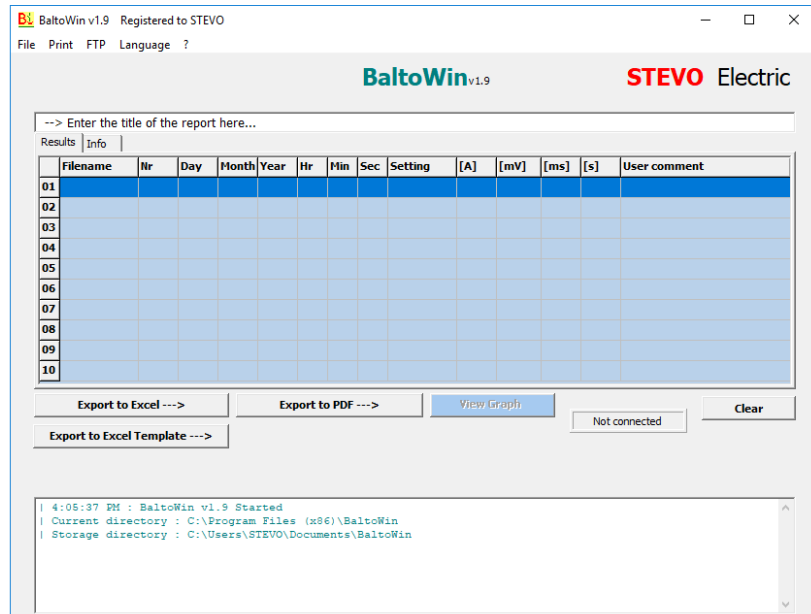 BaltoWin v1.9 Registered to STEVO
File Print FTP Language ?
BaltoWin v1.9 STEVO Electric
--> Enter the title of the report here...
Results Info
Filename Nr Day Month Year Hr Min Sec Setting [A] [mV] [ms] [s] User comment
01
02
03
04
05
06
07
08
09
10
Export to Excel ---> Export to PDF ---> View Graph Not connected Clear
Export to Excel Template --->
| 4:05:37 PM : BaltoWin v1.9 Started
| Current directory : C:\Program Files (x86)\BaltoWin
| Storage directory : C:\Users\STEVO\Documents\BaltoWin